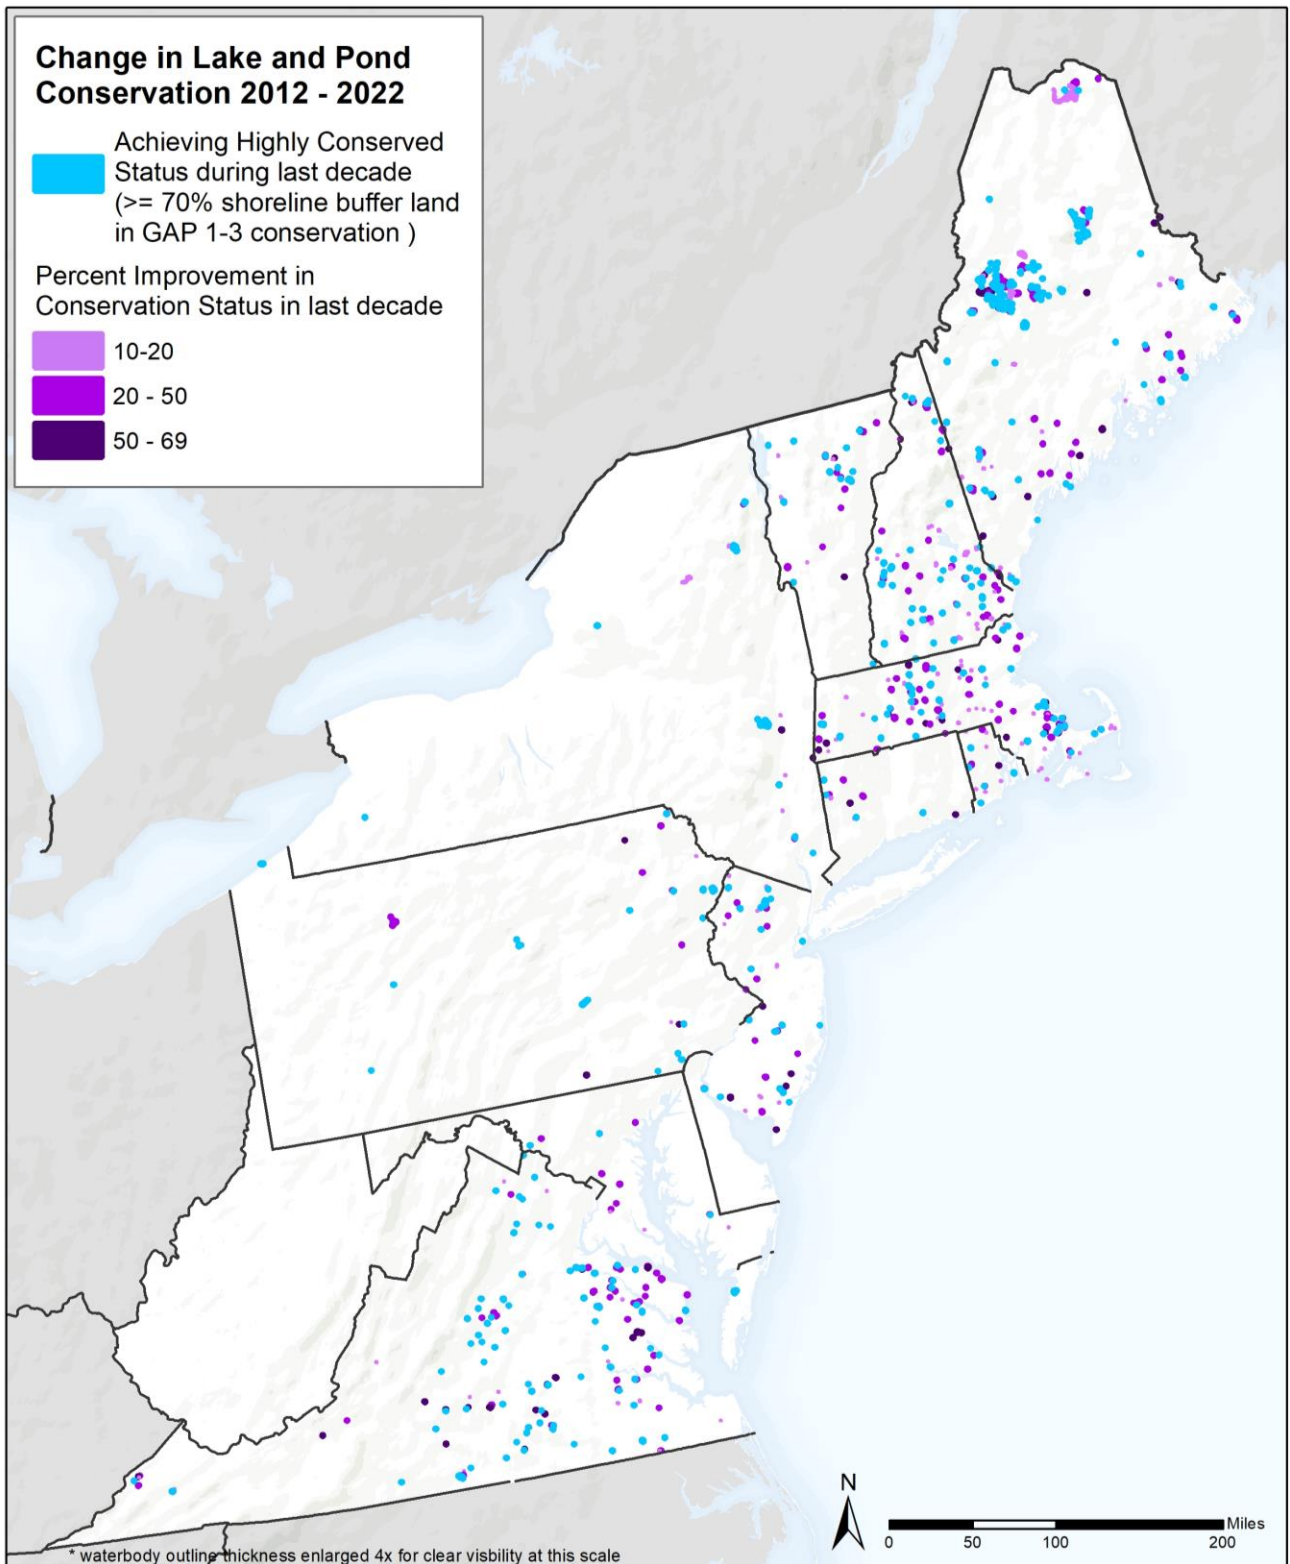 Change in Lake and Pond
Conservation 2012 - 2022
Achieving Highly Conserved
Status during last decade
(>= 70% shoreline buffer land
in GAP 1-3 conservation )
Percent Improvement in
Conservation Status in last decade
10-20
20 - 50
50 - 69
N
Miles
0 50 100 200
* waterbody outline thickness enlarged 4x for clear visbility at this scale